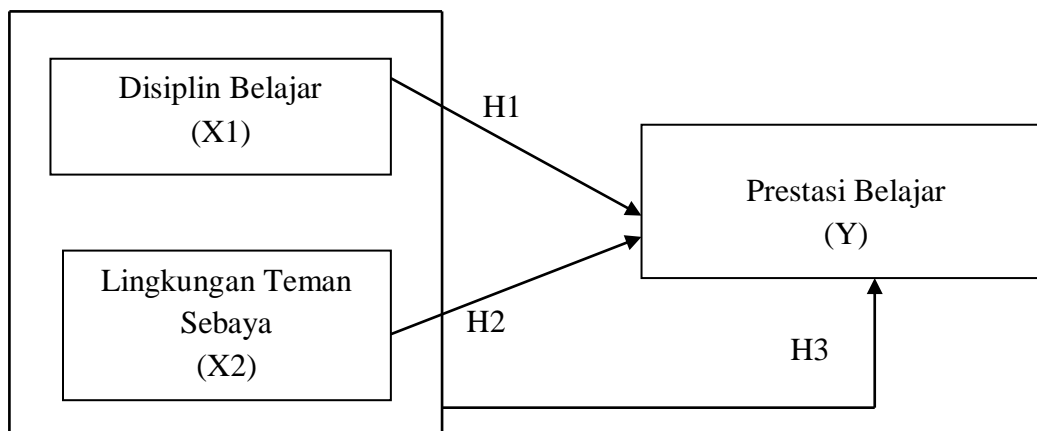 Disiplin Belajar
(X1)
H1
Prestasi Belajar
(Y)
Lingkungan Teman
Sebaya
(X2)
H2
H3